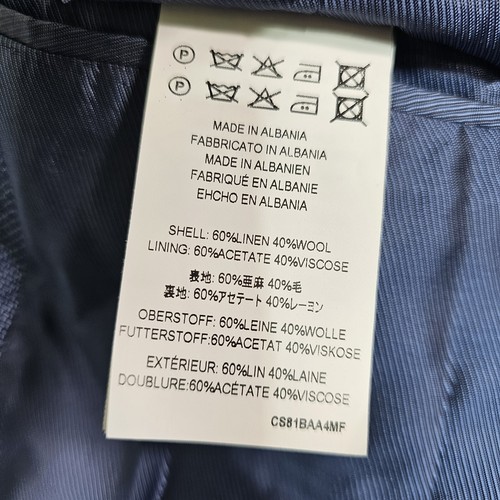 P
P
MADE IN ALBANIA
FABBRICATO IN ALBANIA
MADE IN ALBANIEN
FABRIQUÉ EN ALBANIE
EHCHO EN ALBANIA
SHELL: 60%LINEN 40%WOOL
LINING: 60%ACETATE 40%VISCOSE
表地: 60%亜麻 40%毛
裏地: 60%アセテート 40%レーヨン
OBERSTOFF: 60%LEINE 40%WOLLE
FUTTERSTOFF:60%ACETAT 40%VISKOSE
EXTÉRIEUR: 60%LIN 40%LAINE
DOUBLURE:60%ACÉTATE 40%VISCOSE
CS81BAA4MF